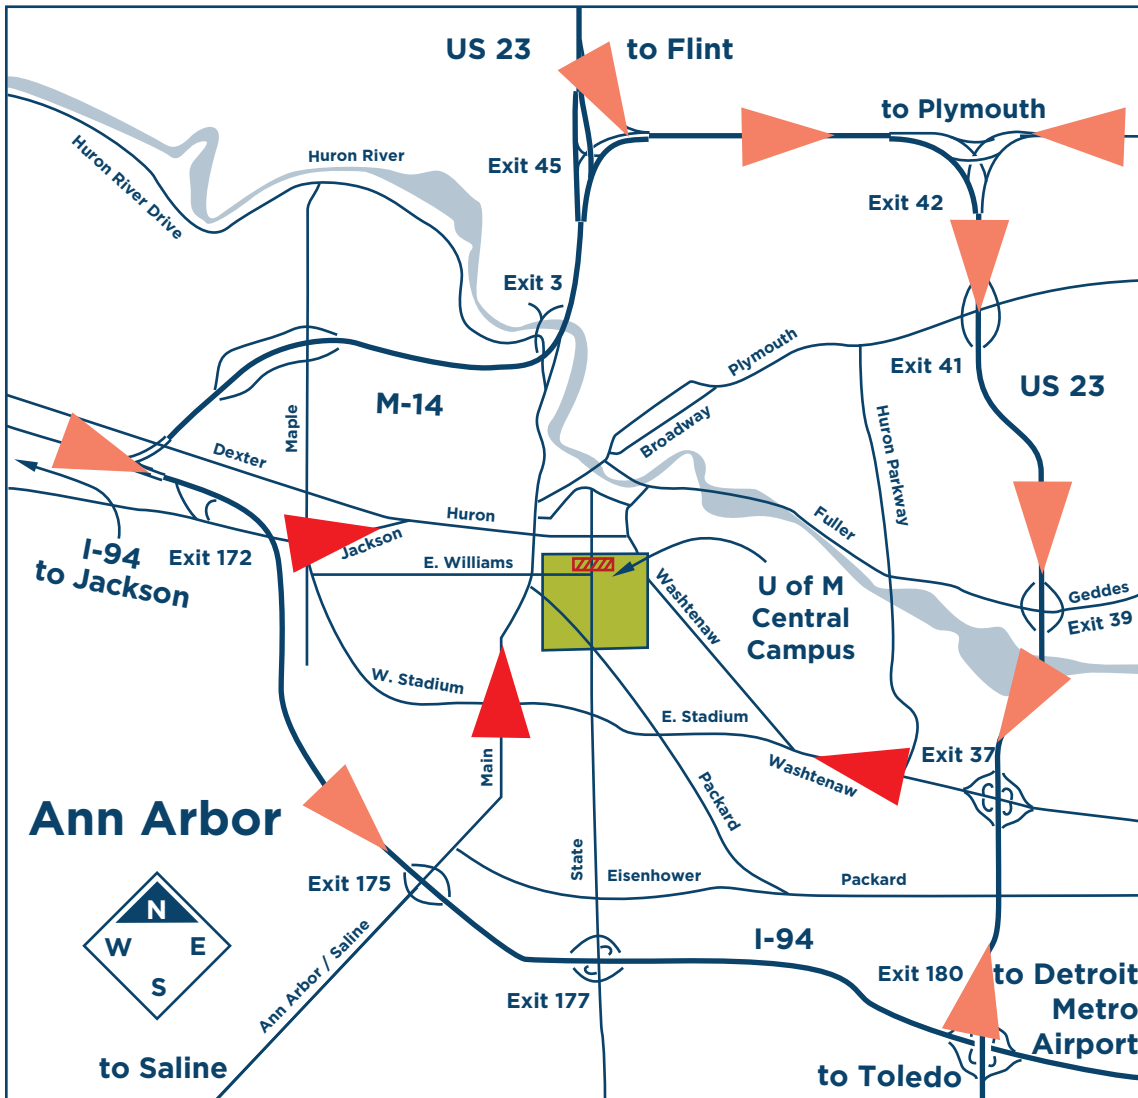 US 23
to Flint
to Plymouth
Huron River
Exit 45
Huron River Drive
Exit 42
Exit 3
Plymouth
Exit 41
US 23
M-14
Maple
Broadway
Huron Parkway
Dexter
Huron
Fuller
Jackson
I-94
to Jackson
Exit 172
E. Williams
U of M
Central
Campus
Washtenaw
Geddes
Exit 39
W. Stadium
E. Stadium
Main
Washtenaw
Exit 37
Packard
Ann Arbor
State
Exit 175
Eisenhower
Packard
N
W
E
S
Ann Arbor / Saline
I-94
Exit 177
Exit 180
to Detroit
Metro
Airport
to Saline
to Toledo